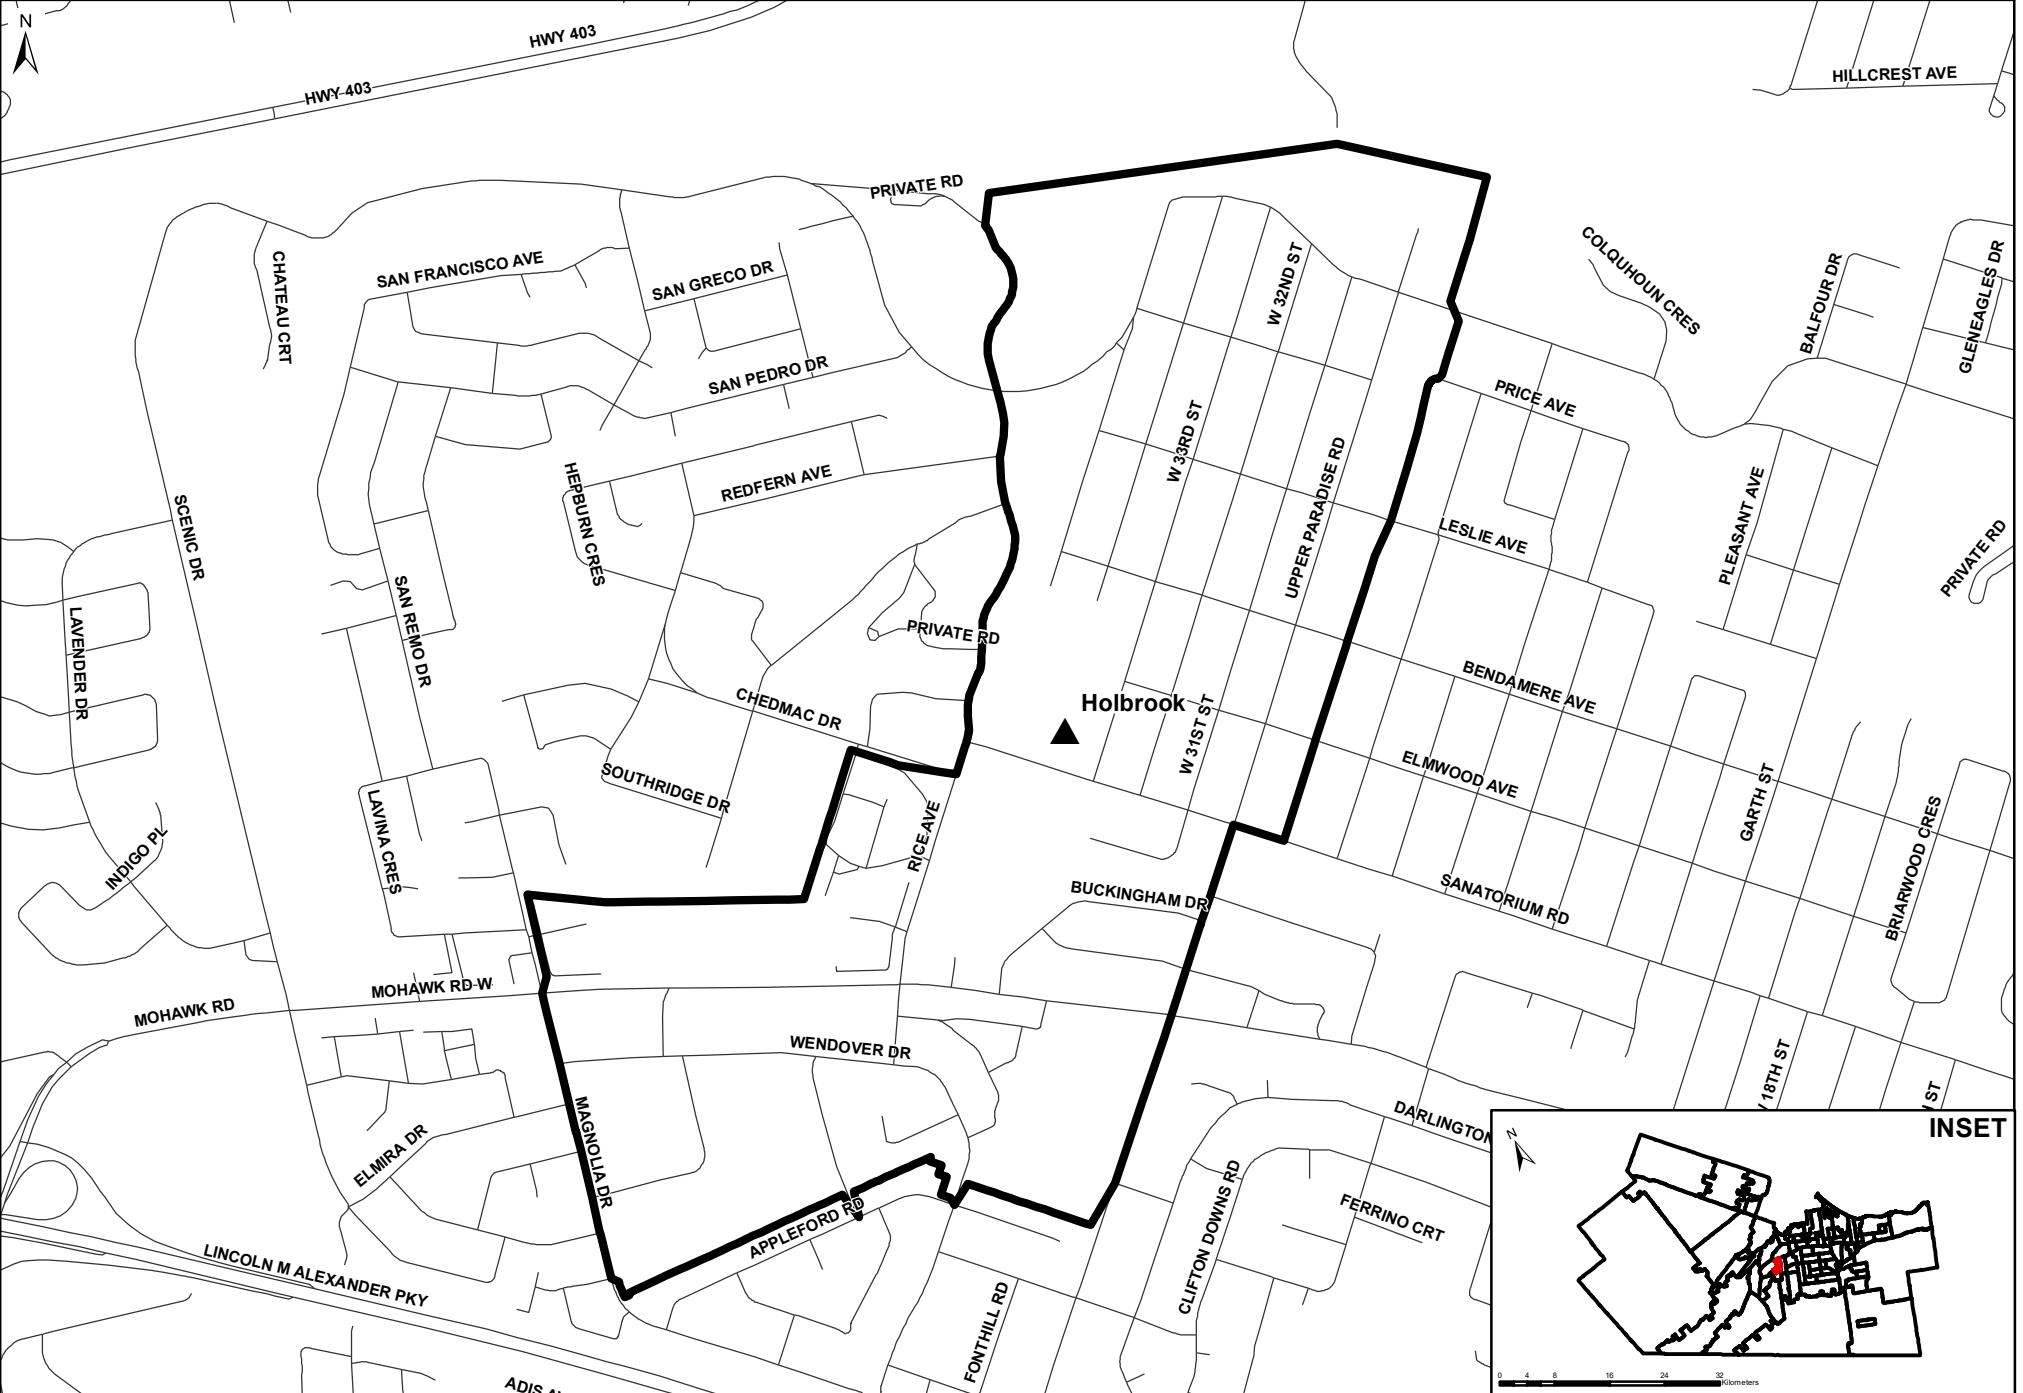 N
HWY 403
HWY 403
HILLCREST AVE
PRIVATE RD
CHATEAU CRT
SAN FRANCISCO AVE
SAN GRECO DR
W 32ND ST
COLQUHOUN CRES
BALFOUR DR
GLENEAGLES DR
SAN PEDRO DR
PRICE AVE
W 33RD ST
UPPER PARADISE RD
HEPBURN CRES
REDFERN AVE
SCENIC DR
LESLIE AVE
PLEASANT AVE
PRIVATE RD
SAN REMO DR
LAVENDER DR
PRIVATE RD
BENDAMERE AVE
CHEDMAC DR
Holbrook
W 31ST ST
ELMWOOD AVE
SOUTHRIDGE DR
GARTH ST
LAVINA CRES
RICE AVE
INDIGO PL
BRIARWOOD CRES
BUCKINGHAM DR
SANATORIUM RD
MOHAWK RD W
MOHAWK RD
WENDOVER DR
18TH ST
ST
MAGNOLIA DR
DARLINGTON
ELMIRA DR
APPLEFORD RD
CLIFTON DOWNS RD
FERRINO CRT
LINCOLN M ALEXANDER PKY
FONTHILL RD
ADIS
INSET
N
0 4 8 16 24 32
Kilometers